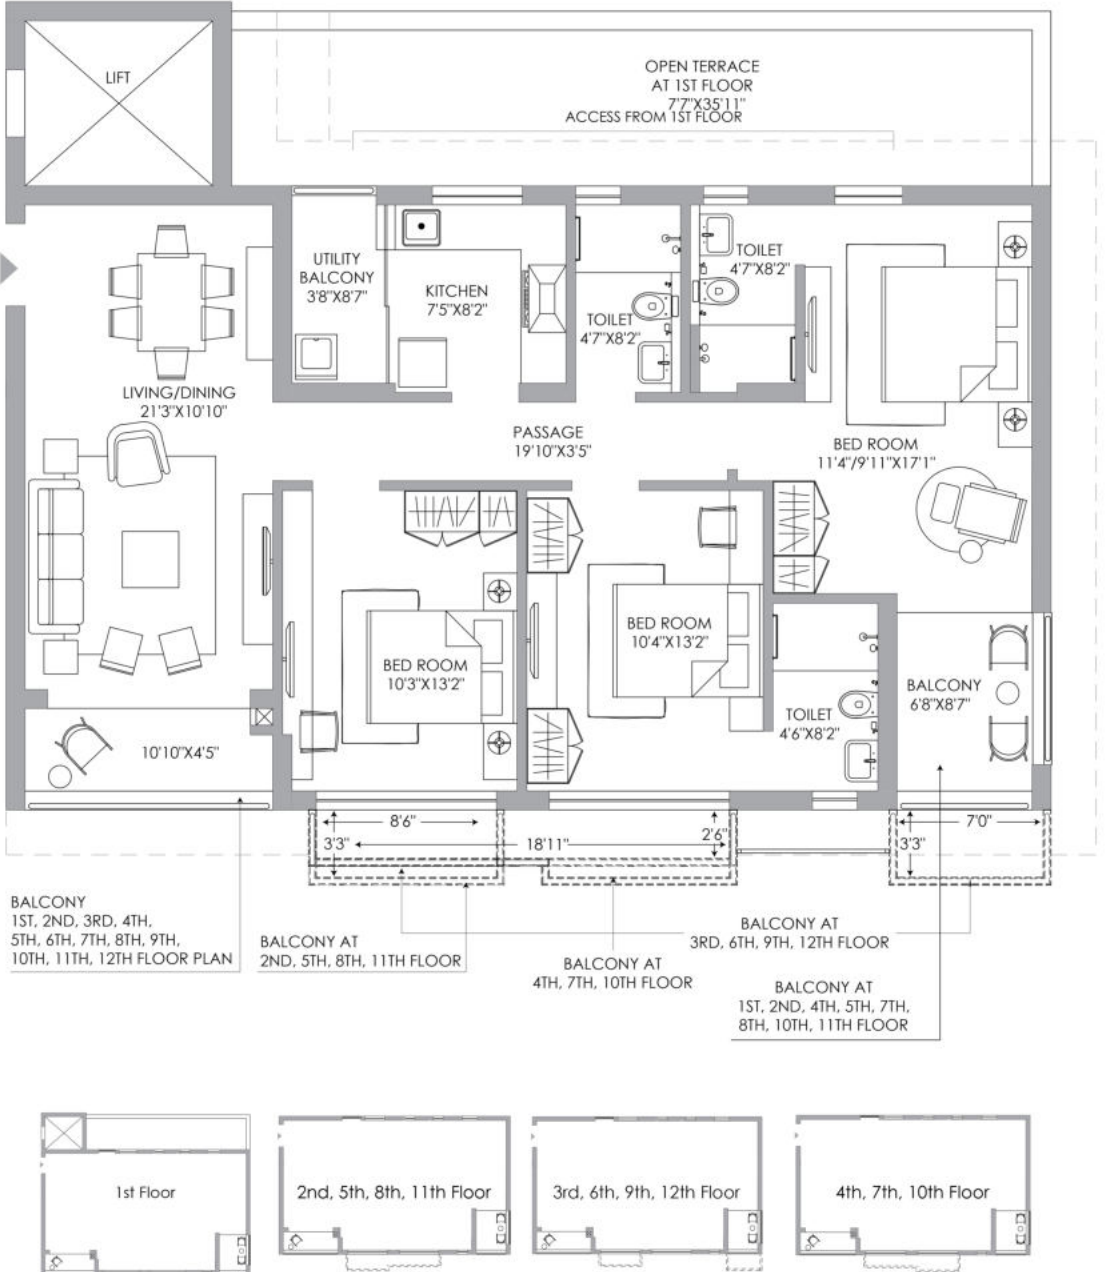 LIFT
OPEN TERRACE
AT 1ST FLOOR
7'7"X35'11"
ACCESS FROM 1ST FLOOR
UTILITY
BALCONY
3'8"X8'7"
KITCHEN
7'5"X8'2"
TOILET
4'7"X8'2"
TOILET
4'7"X8'2"
LIVING/DINING
21'3"X10'10"
PASSAGE
19'10"X3'5"
BED ROOM
11'4"/9'11"X17'1"
BED ROOM
10'3"X13'2"
BED ROOM
10'4"X13'2"
TOILET
4'6"X8'2"
BALCONY
6'8"X8'7"
10'10"X4'5"
8'6"
3'3"
18'11"
2'6"
7'0"
3'3"
BALCONY
1ST, 2ND, 3RD, 4TH,
5TH, 6TH, 7TH, 8TH, 9TH,
10TH, 11TH, 12TH FLOOR PLAN
BALCONY AT
2ND, 5TH, 8TH, 11TH FLOOR
BALCONY AT
4TH, 7TH, 10TH FLOOR
BALCONY AT
3RD, 6TH, 9TH, 12TH FLOOR
BALCONY AT
1ST, 2ND, 4TH, 5TH, 7TH,
8TH, 10TH, 11TH FLOOR
1st Floor
2nd, 5th, 8th, 11th Floor
3rd, 6th, 9th, 12th Floor
4th, 7th, 10th Floor